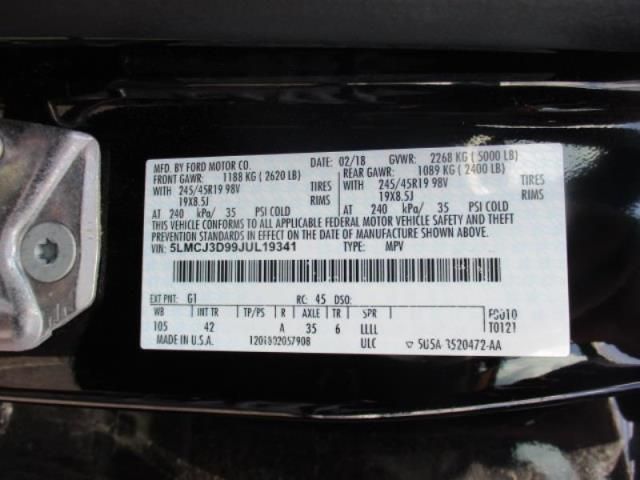 MFD. BY FORD MOTOR CO. DATE: 02/18 GVWR: 2268 KG ( 5000 LB)
FRONT GAWR: 1188 KG ( 2620 LB) REAR GAWR: 1089 KG ( 2400 LB)
WITH 245/45R19 98V TIRES WITH 245/45R19 98V TIRES
19X8.5J RIMS 19X8.5J RIMS
AT 240 kPa/ 35 PSI COLD AT 240 kPa/ 35 PSI COLD
THIS VEHICLE CONFORMS TO ALL APPLICABLE FEDERAL MOTOR VEHICLE SAFETY AND THEFT
PREVENTION STANDARDS IN EFFECT ON THE DATE OF MANUFACTURE SHOWN ABOVE.
VIN: 5LMCJ3D99JUL19341 TYPE: MPV
EXT PNT: G1 RC: 45 DSO:
WB INT TR TP/PS R AXLE TR SPR
105 42 A 35 6 LLLL
T0121
MADE IN U.S.A. ULC 5U5A-3520472-AA